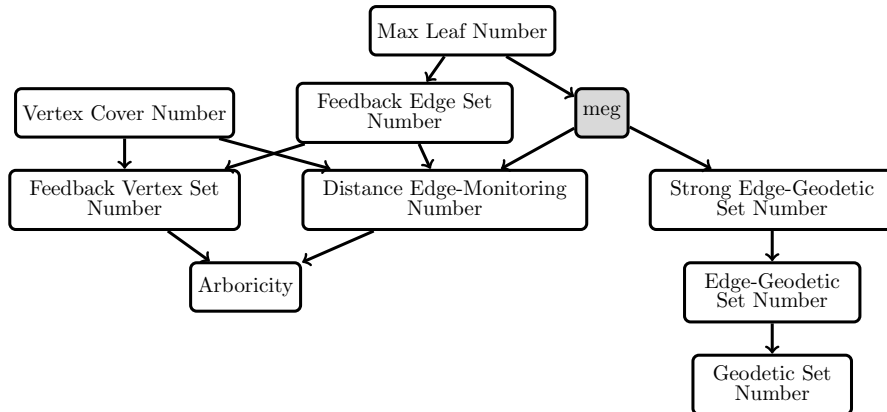 Max Leaf Number
Vertex Cover Number
Feedback Edge Set
Number
meg
Feedback Vertex Set
Number
Distance Edge-Monitoring
Number
Strong Edge-Geodetic
Set Number
Arboricity
Edge-Geodetic
Set Number
Geodetic Set
Number